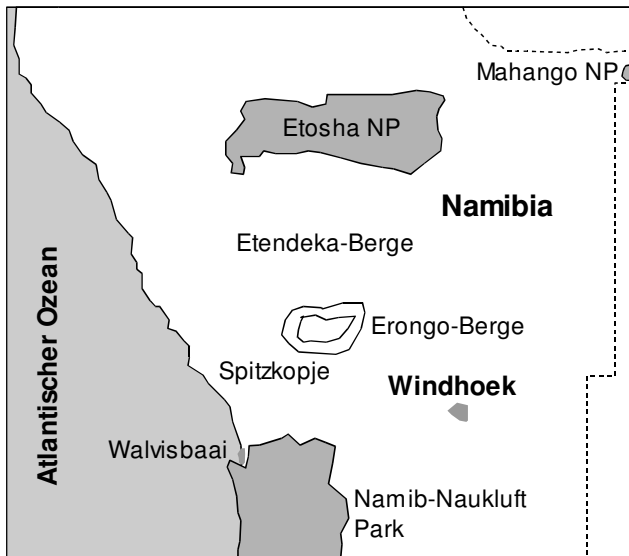 Mahango NP
Etosha NP
Namibia
Etendeka-Berge
Atlantischer Ozean
Erongo-Berge
Spitzkopje
Windhoek
Walvisbaai
Namib-Naukluft
Park